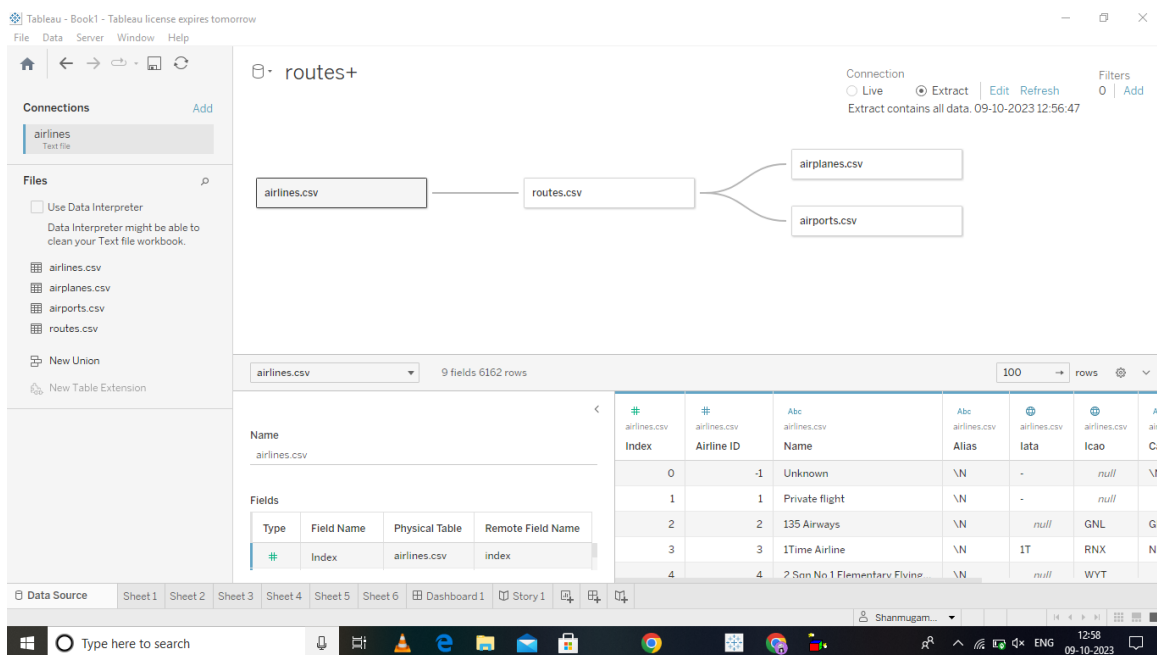 Tableau - Book1 - Tableau license expires tomorrow
File Data Server Window Help
routes+
Connection
Live Extract Edit Refresh
Extract contains all data. 09-10-2023 12:56:47
Filters
0 Add
Connections Add
airlines
Text file
Files
Use Data Interpreter
Data Interpreter might be able to
clean your Text file workbook.
airlines.csv
airplanes.csv
airports.csv
routes.csv
New Union
New Table Extension
airlines.csv
routes.csv
airplanes.csv
airports.csv
airlines.csv 9 fields 6162 rows 100 → rows
Name
airlines.csv
Fields
Type Field Name Physical Table Remote Field Name
# Index airlines.csv index
# # Abc Abc
airlines.csv airlines.csv airlines.csv airlines.csv airlines.csv airlines.csv
Index Airline ID Name Alias Iata Icao
0 -1 Unknown \N - null
1 1 Private flight \N - null
2 2 135 Airways \N null GNL
3 3 1Time Airline \N 1T RNX
4 4 2 Sqn No 1 Elementary Flying... \N null WYT
Data Source Sheet 1 Sheet 2 Sheet 3 Sheet 4 Sheet 5 Sheet 6 Dashboard 1 Story 1
Shanmugam...
Type here to search
ENG
12:58
09-10-2023